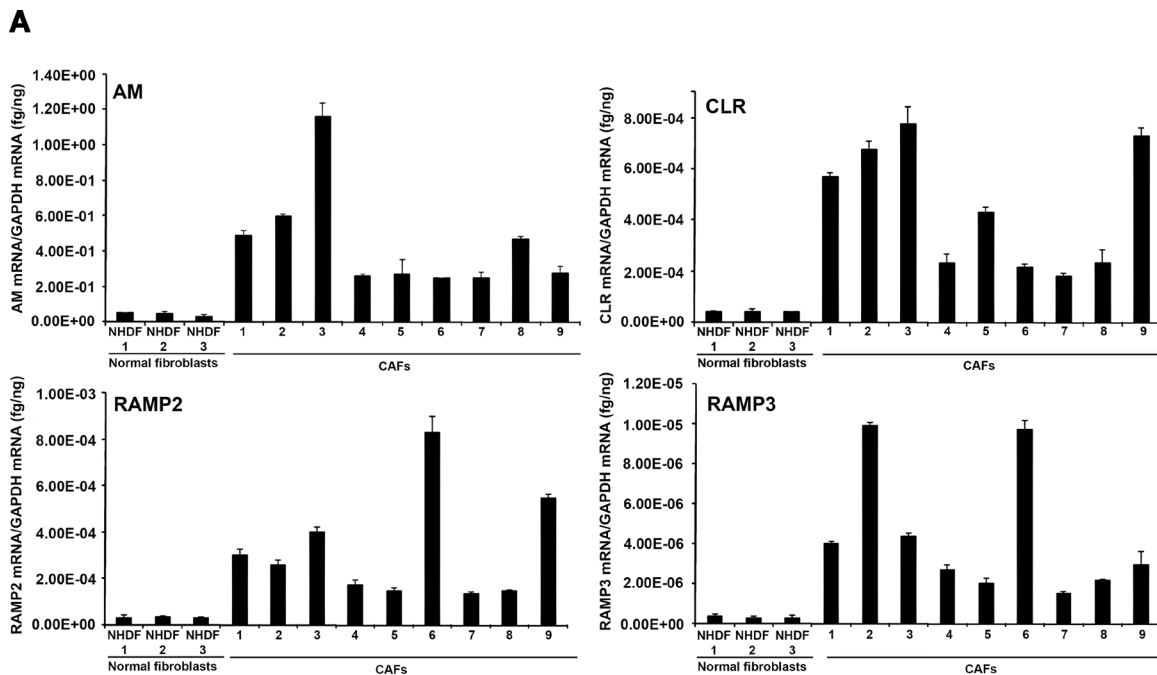 A
AM
AM mRNA/GAPDH mRNA (fg/ng)
1.40E+00
1.20E+00
1.00E+00
8.00E-01
6.00E-01
4.00E-01
2.00E-01
0.00E+00
NHDF NHDF NHDF 1 2 3 4 5 6 7 8 9
1 2 3
Normal fibroblasts CAFs
CLR
CLR mRNA/GAPDH mRNA (fg/ng)
8.00E-04
6.00E-04
4.00E-04
2.00E-04
0.00E+00
NHDF NHDF NHDF 1 2 3 4 5 6 7 8 9
1 2 3
Normal fibroblasts CAFs
RAMP2
RAMP2 mRNA/GAPDH mRNA (fg/ng)
1.00E-03
8.00E-04
6.00E-04
4.00E-04
2.00E-04
0.00E+00
NHDF NHDF NHDF 1 2 3 4 5 6 7 8 9
1 2 3
Normal fibroblasts CAFs
RAMP3
RAMP3 mRNA/GAPDH mRNA (fg/ng)
1.20E-05
1.00E-05
8.00E-06
6.00E-06
4.00E-06
2.00E-06
0.00E+00
NHDF NHDF NHDF 1 2 3 4 5 6 7 8 9
1 2 3
Normal fibroblasts CAFs